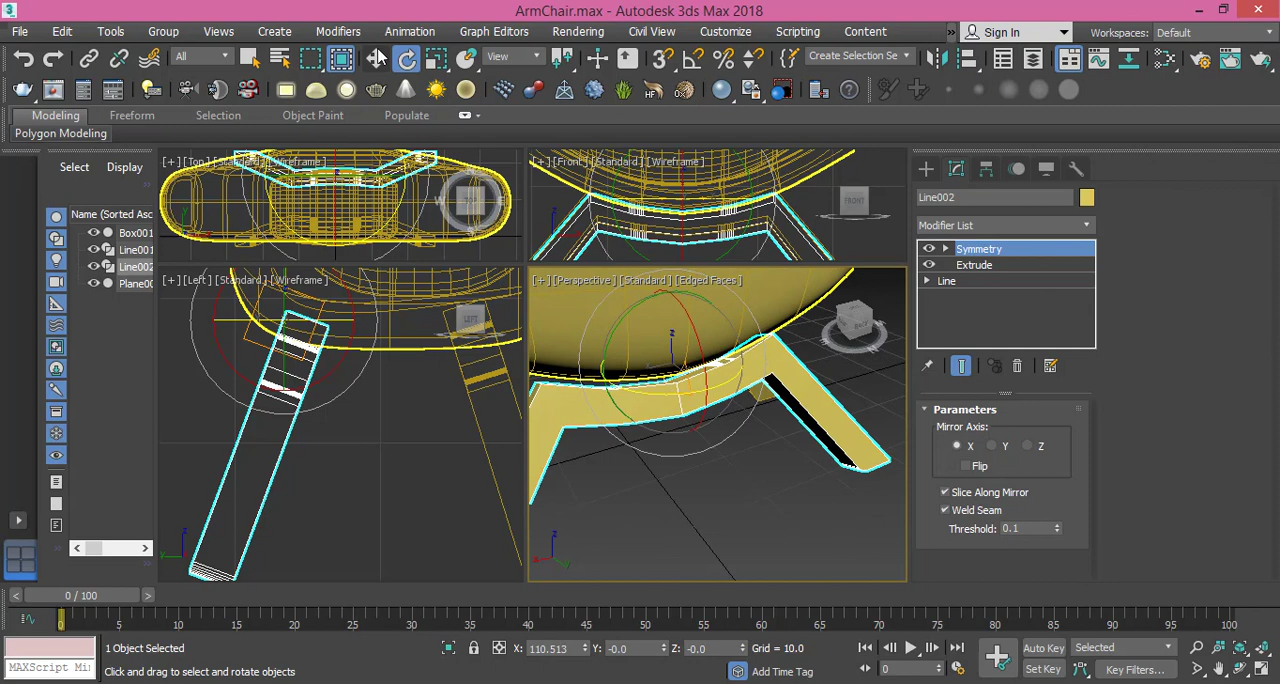 ArmChair.max - Autodesk 3ds Max 2018
File Edit Tools Group Views Create Modifiers Animation Graph Editors Rendering Civil View Customize Scripting Content » Sign In Workspaces: Default
All View Create Selection Se
Modeling Freeform Selection Object Paint Populate
Polygon Modeling
Select Display
Name (Sorted Asc
Box001
Line001
Line002
Plane00
[+] [Top] [Standard] [Wireframe]
TOP
W
E
[+] [Front] [Standard] [Wireframe]
FRONT
[+] [Left] [Standard] [Wireframe]
LEFT
[+] [Perspective] [Standard] [Edged Faces]
Line002
Modifier List
Symmetry
Extrude
Line
Parameters
Mirror Axis:
X Y Z
Flip
Slice Along Mirror
Weld Seam
Threshold: 0.1
< 0 / 100 >
0 5 10 15 20 25 30 35 40 45 50 55 60 65 70 75 80 85 90 95 100
1 Object Selected X: 110.513 Y: -0.0 Z: -0.0 Grid = 10.0 Auto Key Selected
MAXScript Mi Click and drag to select and rotate objects Add Time Tag Set Key Key Filters... 0